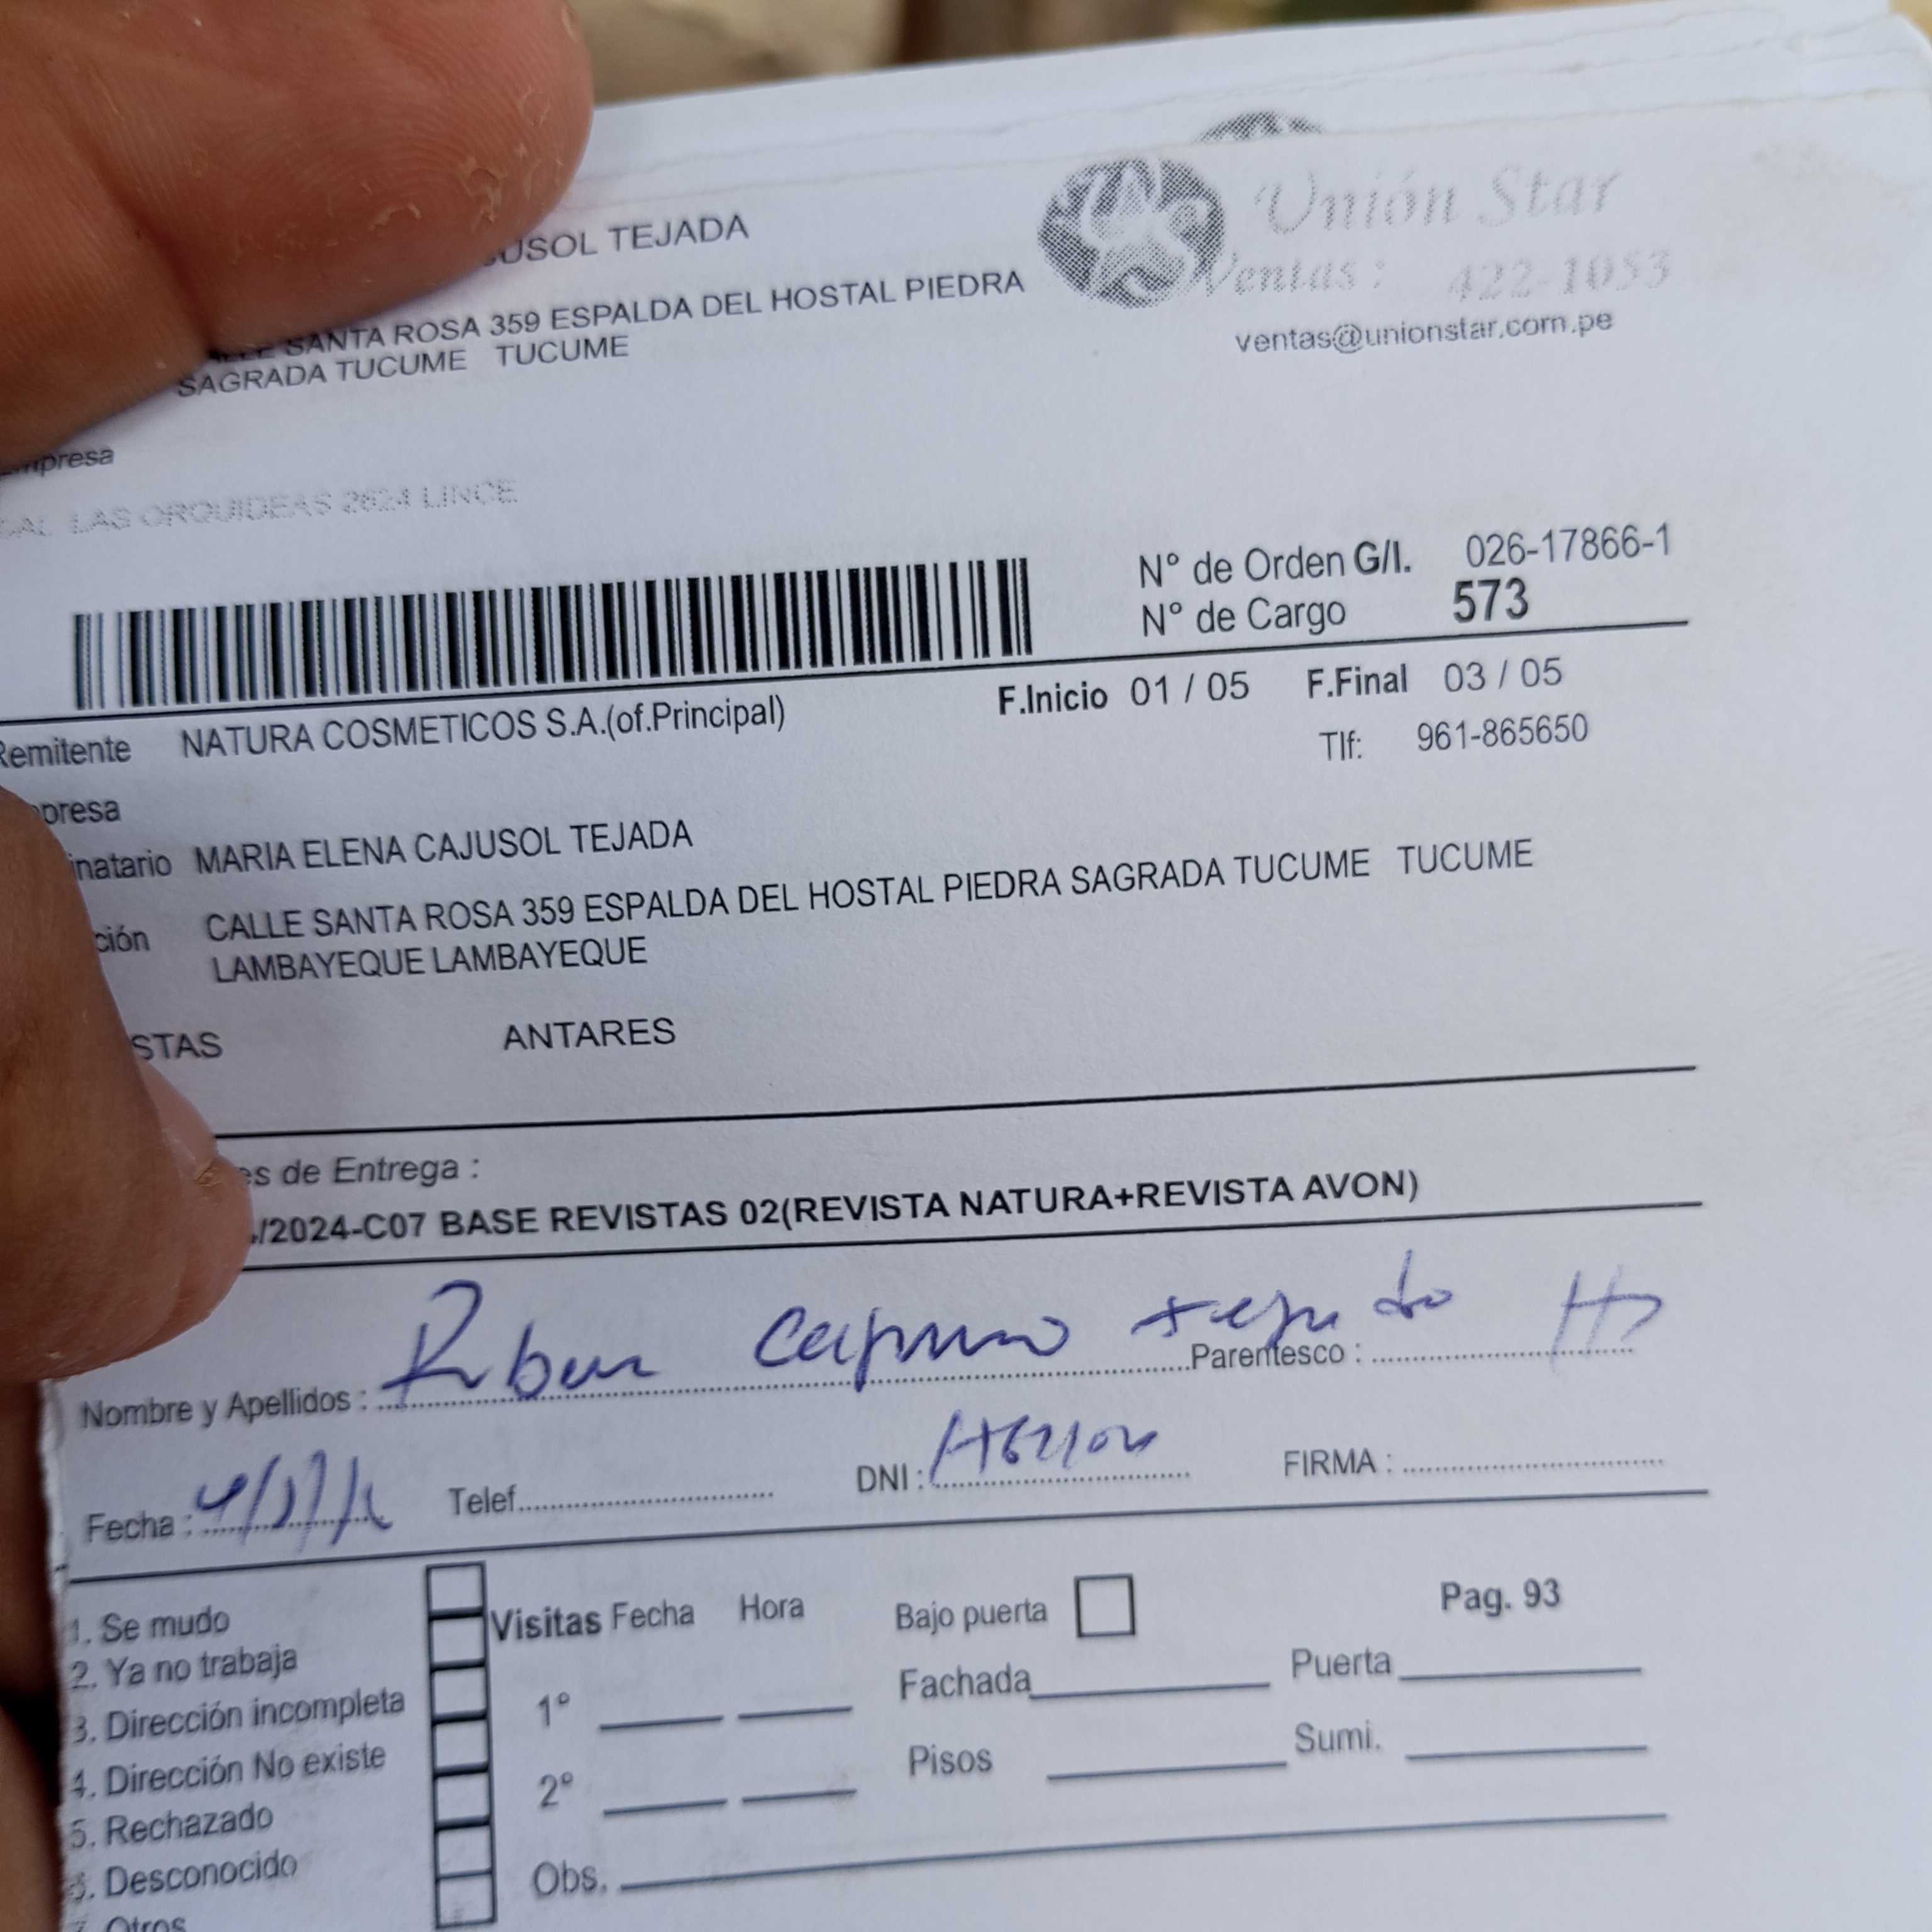 USOL TEJADA
SANTA ROSA 359 ESPALDA DEL HOSTAL PIEDRA
SAGRADA TUCUME TUCUME
Unión Star
Ventas : 422-1053
ventas@unionstar.com.pe
mpresa
CAL LAS ORQUIDEAS 2624 LINCE
N° de Orden G/I. 026-17866-1
N° de Cargo 573
F.Inicio 01 / 05 F.Final 03 / 05
Remitente NATURA COSMETICOS S.A.(of.Principal)
Tlf: 961-865650
presa
inatario MARIA ELENA CAJUSOL TEJADA
ción CALLE SANTA ROSA 359 ESPALDA DEL HOSTAL PIEDRA SAGRADA TUCUME TUCUME
LAMBAYEQUE LAMBAYEQUE
STAS ANTARES
es de Entrega :
/2024-C07 BASE REVISTAS 02(REVISTA NATURA+REVISTA AVON)
Nombre y Apellidos : Ruben Parentesco :
Fecha : Telef. DNI : FIRMA :
1. Se mudo
2. Ya no trabaja
3. Dirección incompleta
4. Dirección No existe
5. Rechazado
6. Desconocido
7. Otros
Visitas Fecha Hora
1°
2°
Obs.
Bajo puerta
Pag. 93
Fachada Puerta
Pisos Sumi.